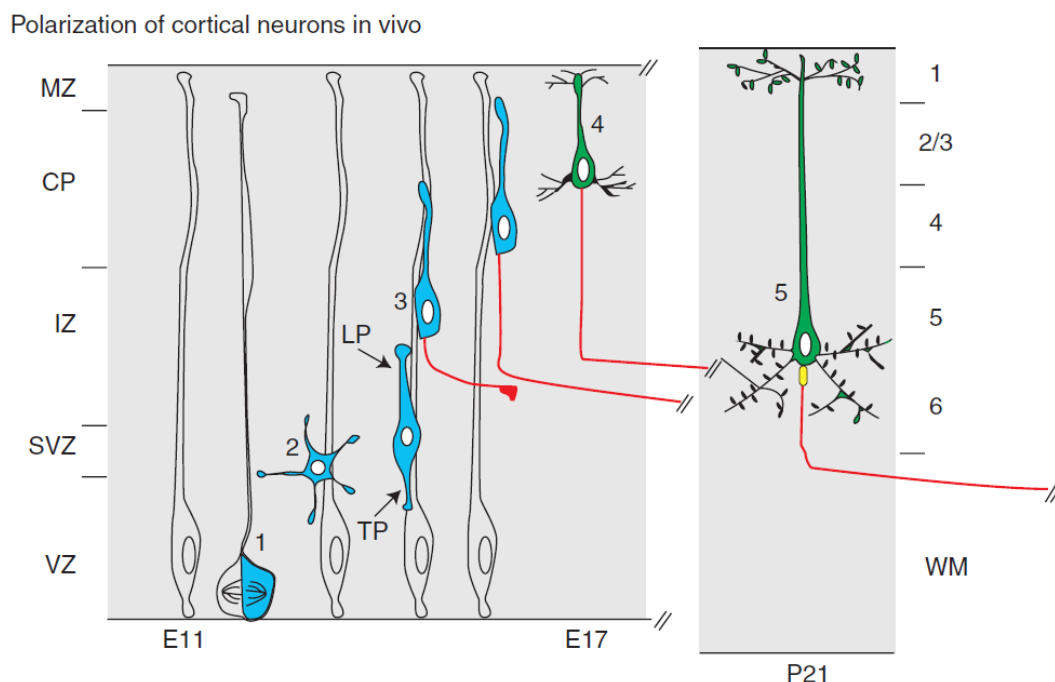 Polarization of cortical neurons in vivo
MZ
CP
IZ
SVZ
VZ
1
2
3
LP
TP
4
E11
E17
5
1
2/3
4
5
6
WM
P21